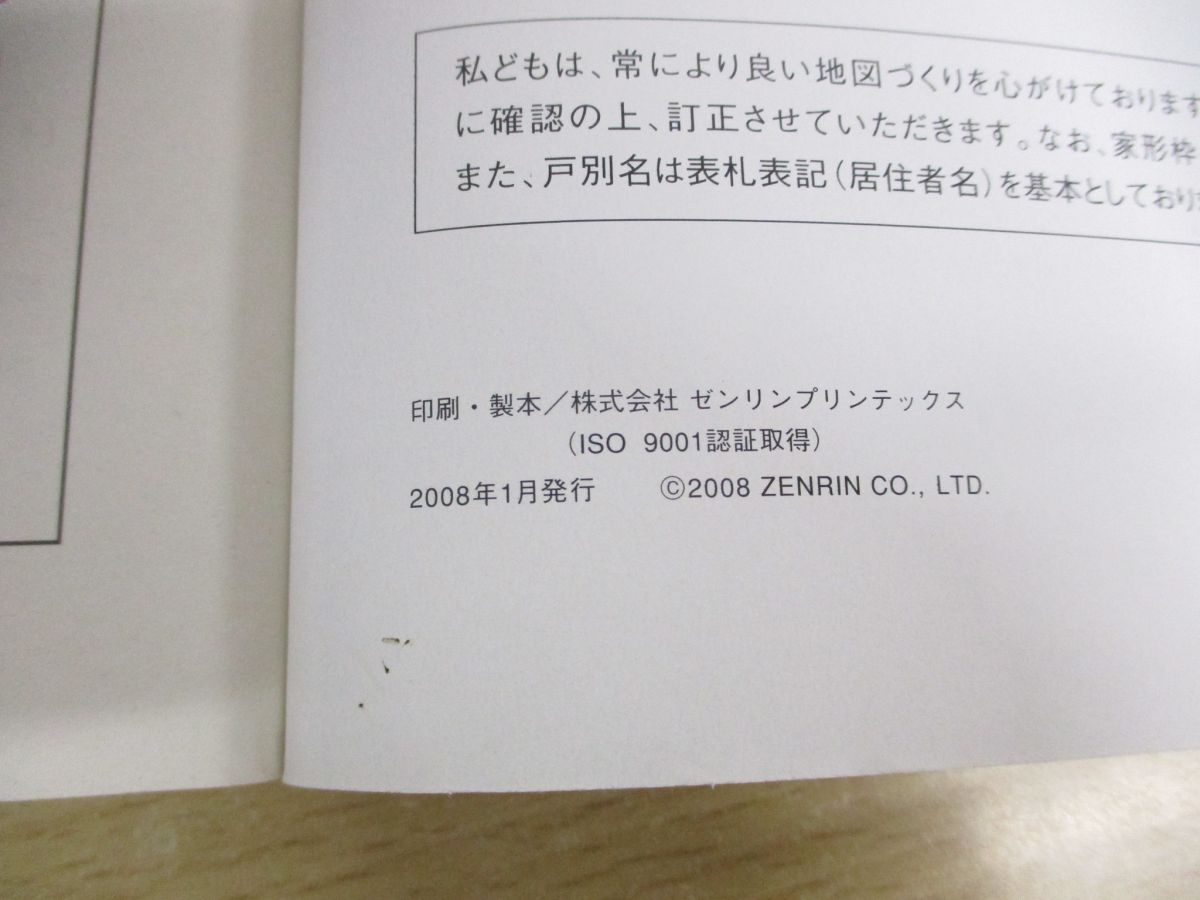 私どもは、常により良い地図づくりを心がけております
に確認の上、訂正させていただきます。なお、家形枠
また、戸別名は表札表記(居住者名)を基本としており
印刷・製本/株式会社 ゼンリンプリンテックス
(ISO 9001認証取得)
2008年1月発行 ©2008 ZENRIN CO., LTD.